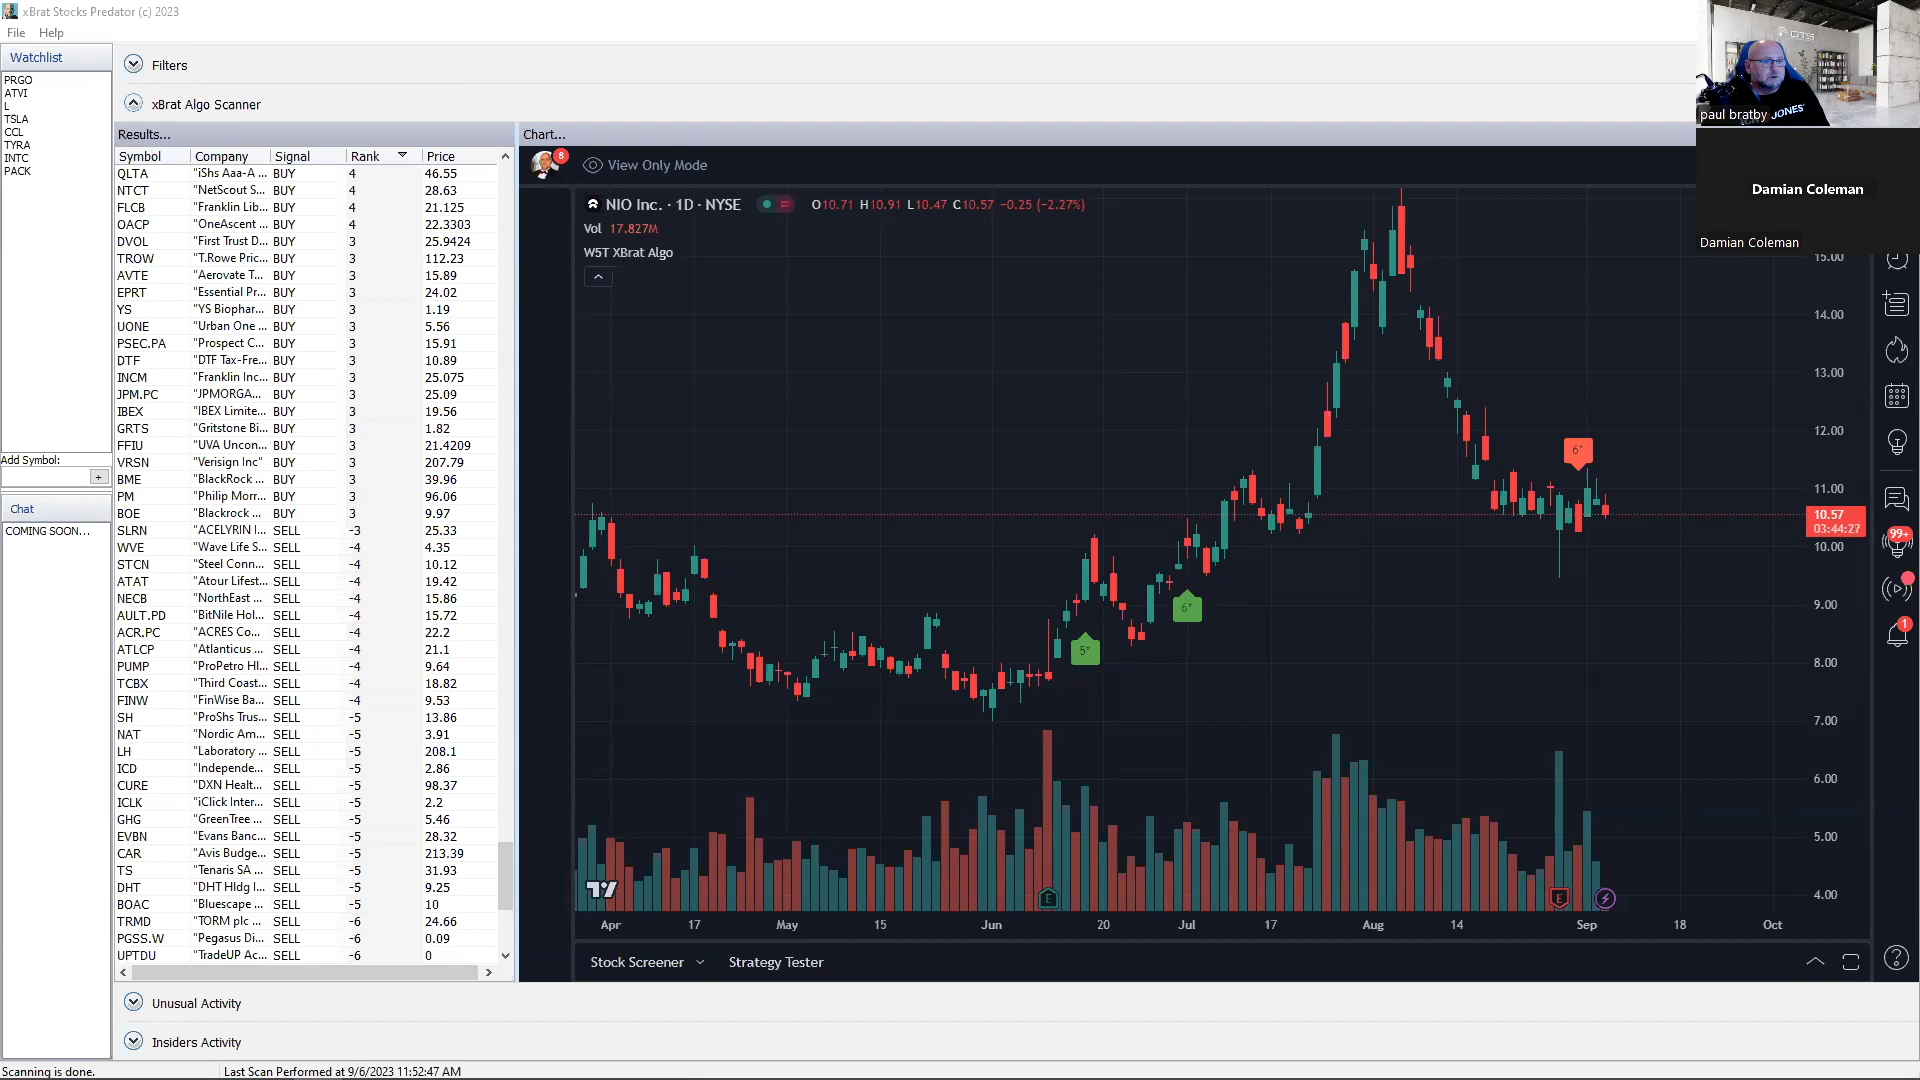 xBrat Stocks Predator (c) 2023
File Help
Watchlist
PRGO
ATVI
L
TSLA
CCL
TYRA
INTC
PACK
Add Symbol:
+
Chat
COMING SOON...
Filters
xBrat Algo Scanner
Results...
Symbol Company Signal Rank Price
QLTA "iShs Aaa-A ... BUY 4 46.55
NTCT "NetScout S... BUY 4 28.63
FLCB "Franklin Lib... BUY 4 21.125
OACP "OneAscent ... BUY 4 22.3303
DVOL "First Trust D... BUY 3 25.9424
TROW "T.Rowe Pric... BUY 3 112.23
AVTE "Aerovate T... BUY 3 15.89
EPRT "Essential Pr... BUY 3 24.02
YS "YS Biophar... BUY 3 1.19
UONE "Urban One ... BUY 3 5.56
PSEC.PA "Prospect C... BUY 3 15.91
DTF "DTF Tax-Fre... BUY 3 10.89
INCM "Franklin Inc... BUY 3 25.075
JPM.PC "JPMORGA... BUY 3 25.09
IBEX "IBEX Limite... BUY 3 19.56
GRTS "Gritstone Bi... BUY 3 1.82
FFIU "UVA Uncon... BUY 3 21.4209
VRSN "Verisign Inc" BUY 3 207.79
BME "BlackRock ... BUY 3 39.96
PM "Philip Morr... BUY 3 96.06
BOE "Blackrock ... BUY 3 9.97
SLRN "ACELYRIN I... SELL -3 25.33
WVE "Wave Life S... SELL -4 4.35
STCN "Steel Conn... SELL -4 10.12
ATAT "Atour Lifest... SELL -4 19.42
NECB "NorthEast ... SELL -4 15.86
AULT.PD "BitNile Hol... SELL -4 15.72
ACR.PC "ACRES Co... SELL -4 22.2
ATLCP "Atlanticus ... SELL -4 21.1
PUMP "ProPetro Hl... SELL -4 9.64
TCBX "Third Coast... SELL -4 18.82
FINW "FinWise Ba... SELL -4 9.53
SH "ProShs Trus... SELL -5 13.86
NAT "Nordic Am... SELL -5 3.91
LH "Laboratory ... SELL -5 208.1
ICD "Independe... SELL -5 2.86
CURE "DXN Healt... SELL -5 98.37
ICLK "iClick Inter... SELL -5 2.2
GHG "GreenTree ... SELL -5 5.46
EVBN "Evans Banc... SELL -5 28.32
CAR "Avis Budge... SELL -5 213.39
TS "Tenaris SA ... SELL -5 31.93
DHT "DHT Hldg I... SELL -5 9.25
BOAC "Bluescape ... SELL -5 10
TRMD "TORM plc ... SELL -6 24.66
PGSS.W "Pegasus Di... SELL -6 0.09
UPTDU "TradeUP Ac... SELL -6 0
Chart...
8
View Only Mode
NIO Inc. · 1D · NYSE O10.71 H10.91 L10.47 C10.57 −0.25 (−2.27%)
Vol 17.827M
W5T XBrat Algo
15.00
14.00
13.00
12.00
11.00
10.57
03:44:27
10.00
9.00
8.00
7.00
6.00
5.00
4.00
5*
6*
6*
E
E
Apr 17 May 15 Jun 20 Jul 17 Aug 14 Sep 18 Oct
Stock Screener Strategy Tester
99+
1
GTS
JONES
paul bratby
Damian Coleman
Damian Coleman
Unusual Activity
Insiders Activity
Scanning is done. Last Scan Performed at 9/6/2023 11:52:47 AM